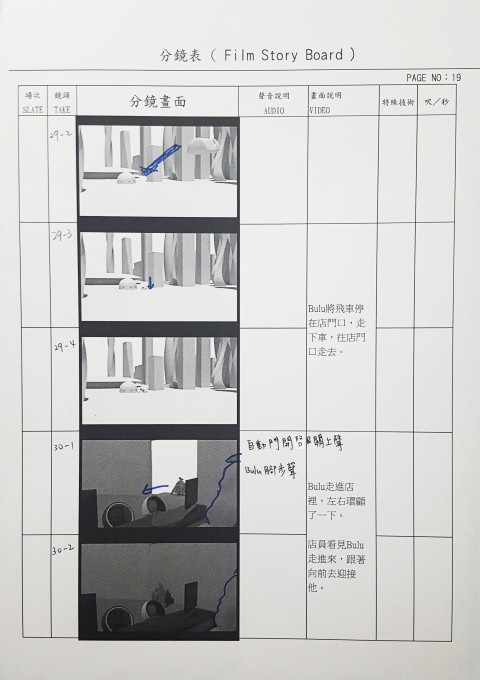 分鏡表 ( Film Story Board )
PAGE NO：19
場次 鏡頭 分鏡畫面 聲音說明 畫面說明 特殊技術 呎／秒
SLATE TAKE AUDIO VIDEO
29-2
29-3
Bulu將飛車停
在店門口，走
下車，往店門
口走去。
29-4
30-1
自動門開啓&關上聲
Bulu腳步聲
Bulu走進店
裡，左右環顧
了一下。
30-2
店員看見Bulu
走進來，跟著
向前去迎接
他。